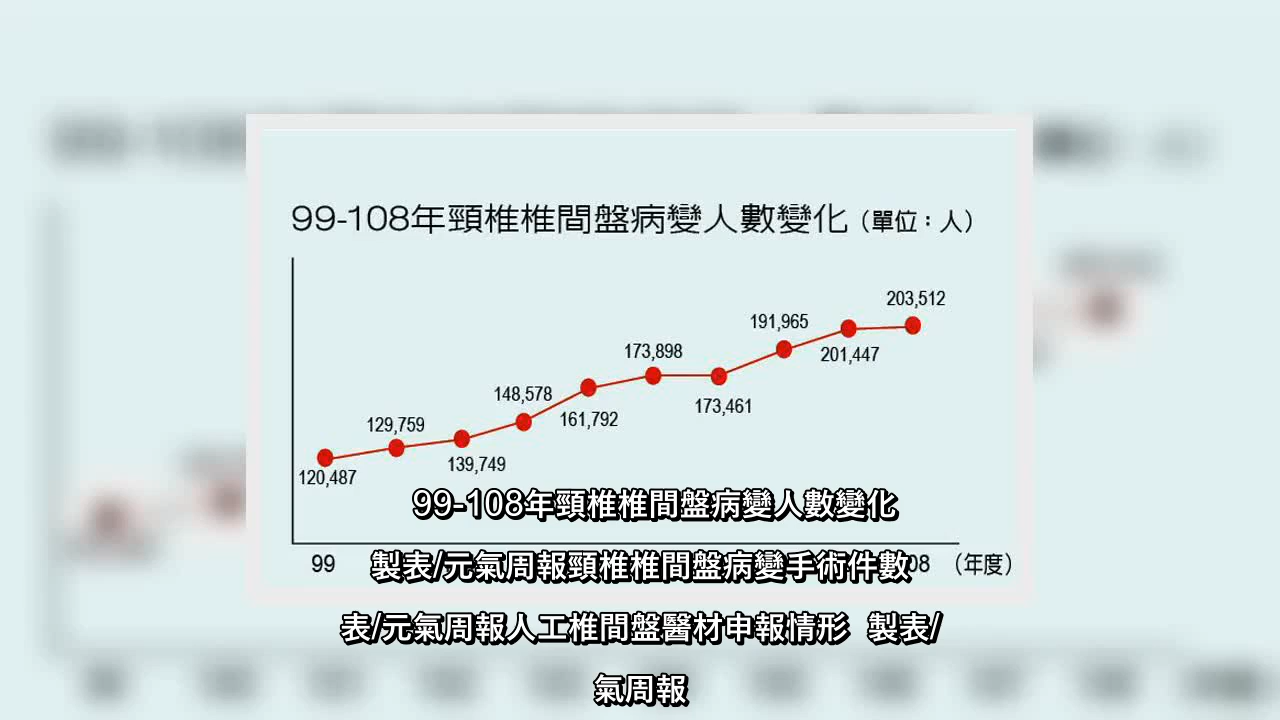 99-108年頸椎椎間盤病變人數變化（單位：人）
203,512
191,965
201,447
173,898
173,461
148,578
161,792
129,759
139,749
120,487
99-108年頸椎椎間盤病變人數變化
99
08 （年度）
製表/元氣周報頸椎椎間盤病變手術件數
表/元氣周報人工椎間盤醫材申報情形 製表/
氣周報